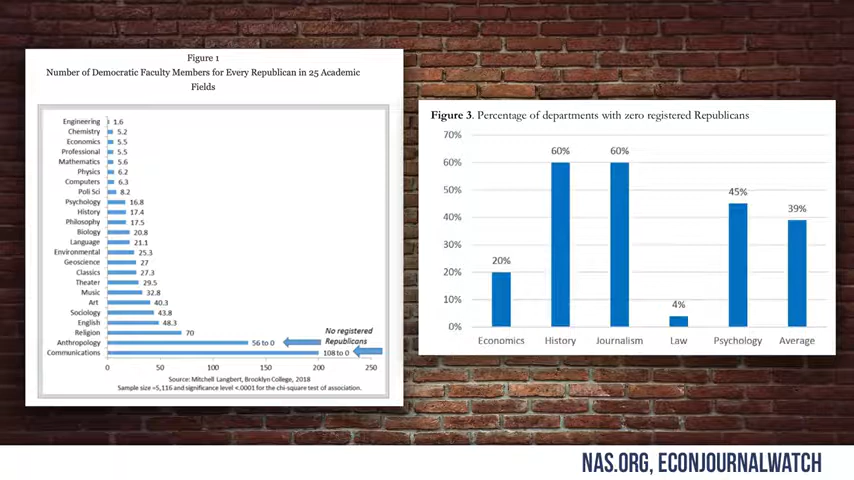 Figure 1
Number of Democratic Faculty Members for Every Republican in 25 Academic
Fields
Engineering 1.6
Chemistry 5.2
Economics 5.5
Professional 5.5
Mathematics 5.6
Physics 6.2
Computers 6.3
Poli Sci 8.2
Psychology 16.8
History 17.4
Philosophy 17.5
Biology 20.8
Language 21.1
Environmental 25.3
Geoscience 27
Classics 27.3
Theater 29.5
Music 32.8
Art 40.3
Sociology 43.8
English 48.3
Religion 70
Anthropology 56 to 0
Communications 108 to 0
No registered
Republicans
0 50 100 150 200 250
Source: Mitchell Langbert, Brooklyn College, 2018
Sample size =5,116 and significance level <.0001 for the chi-square test of association.
Figure 3. Percentage of departments with zero registered Republicans
70%
60%
50%
40%
30%
20%
10%
0%
20%
60%
60%
4%
45%
39%
Economics History Journalism Law Psychology Average
NAS.ORG, ECONJOURNALWATCH